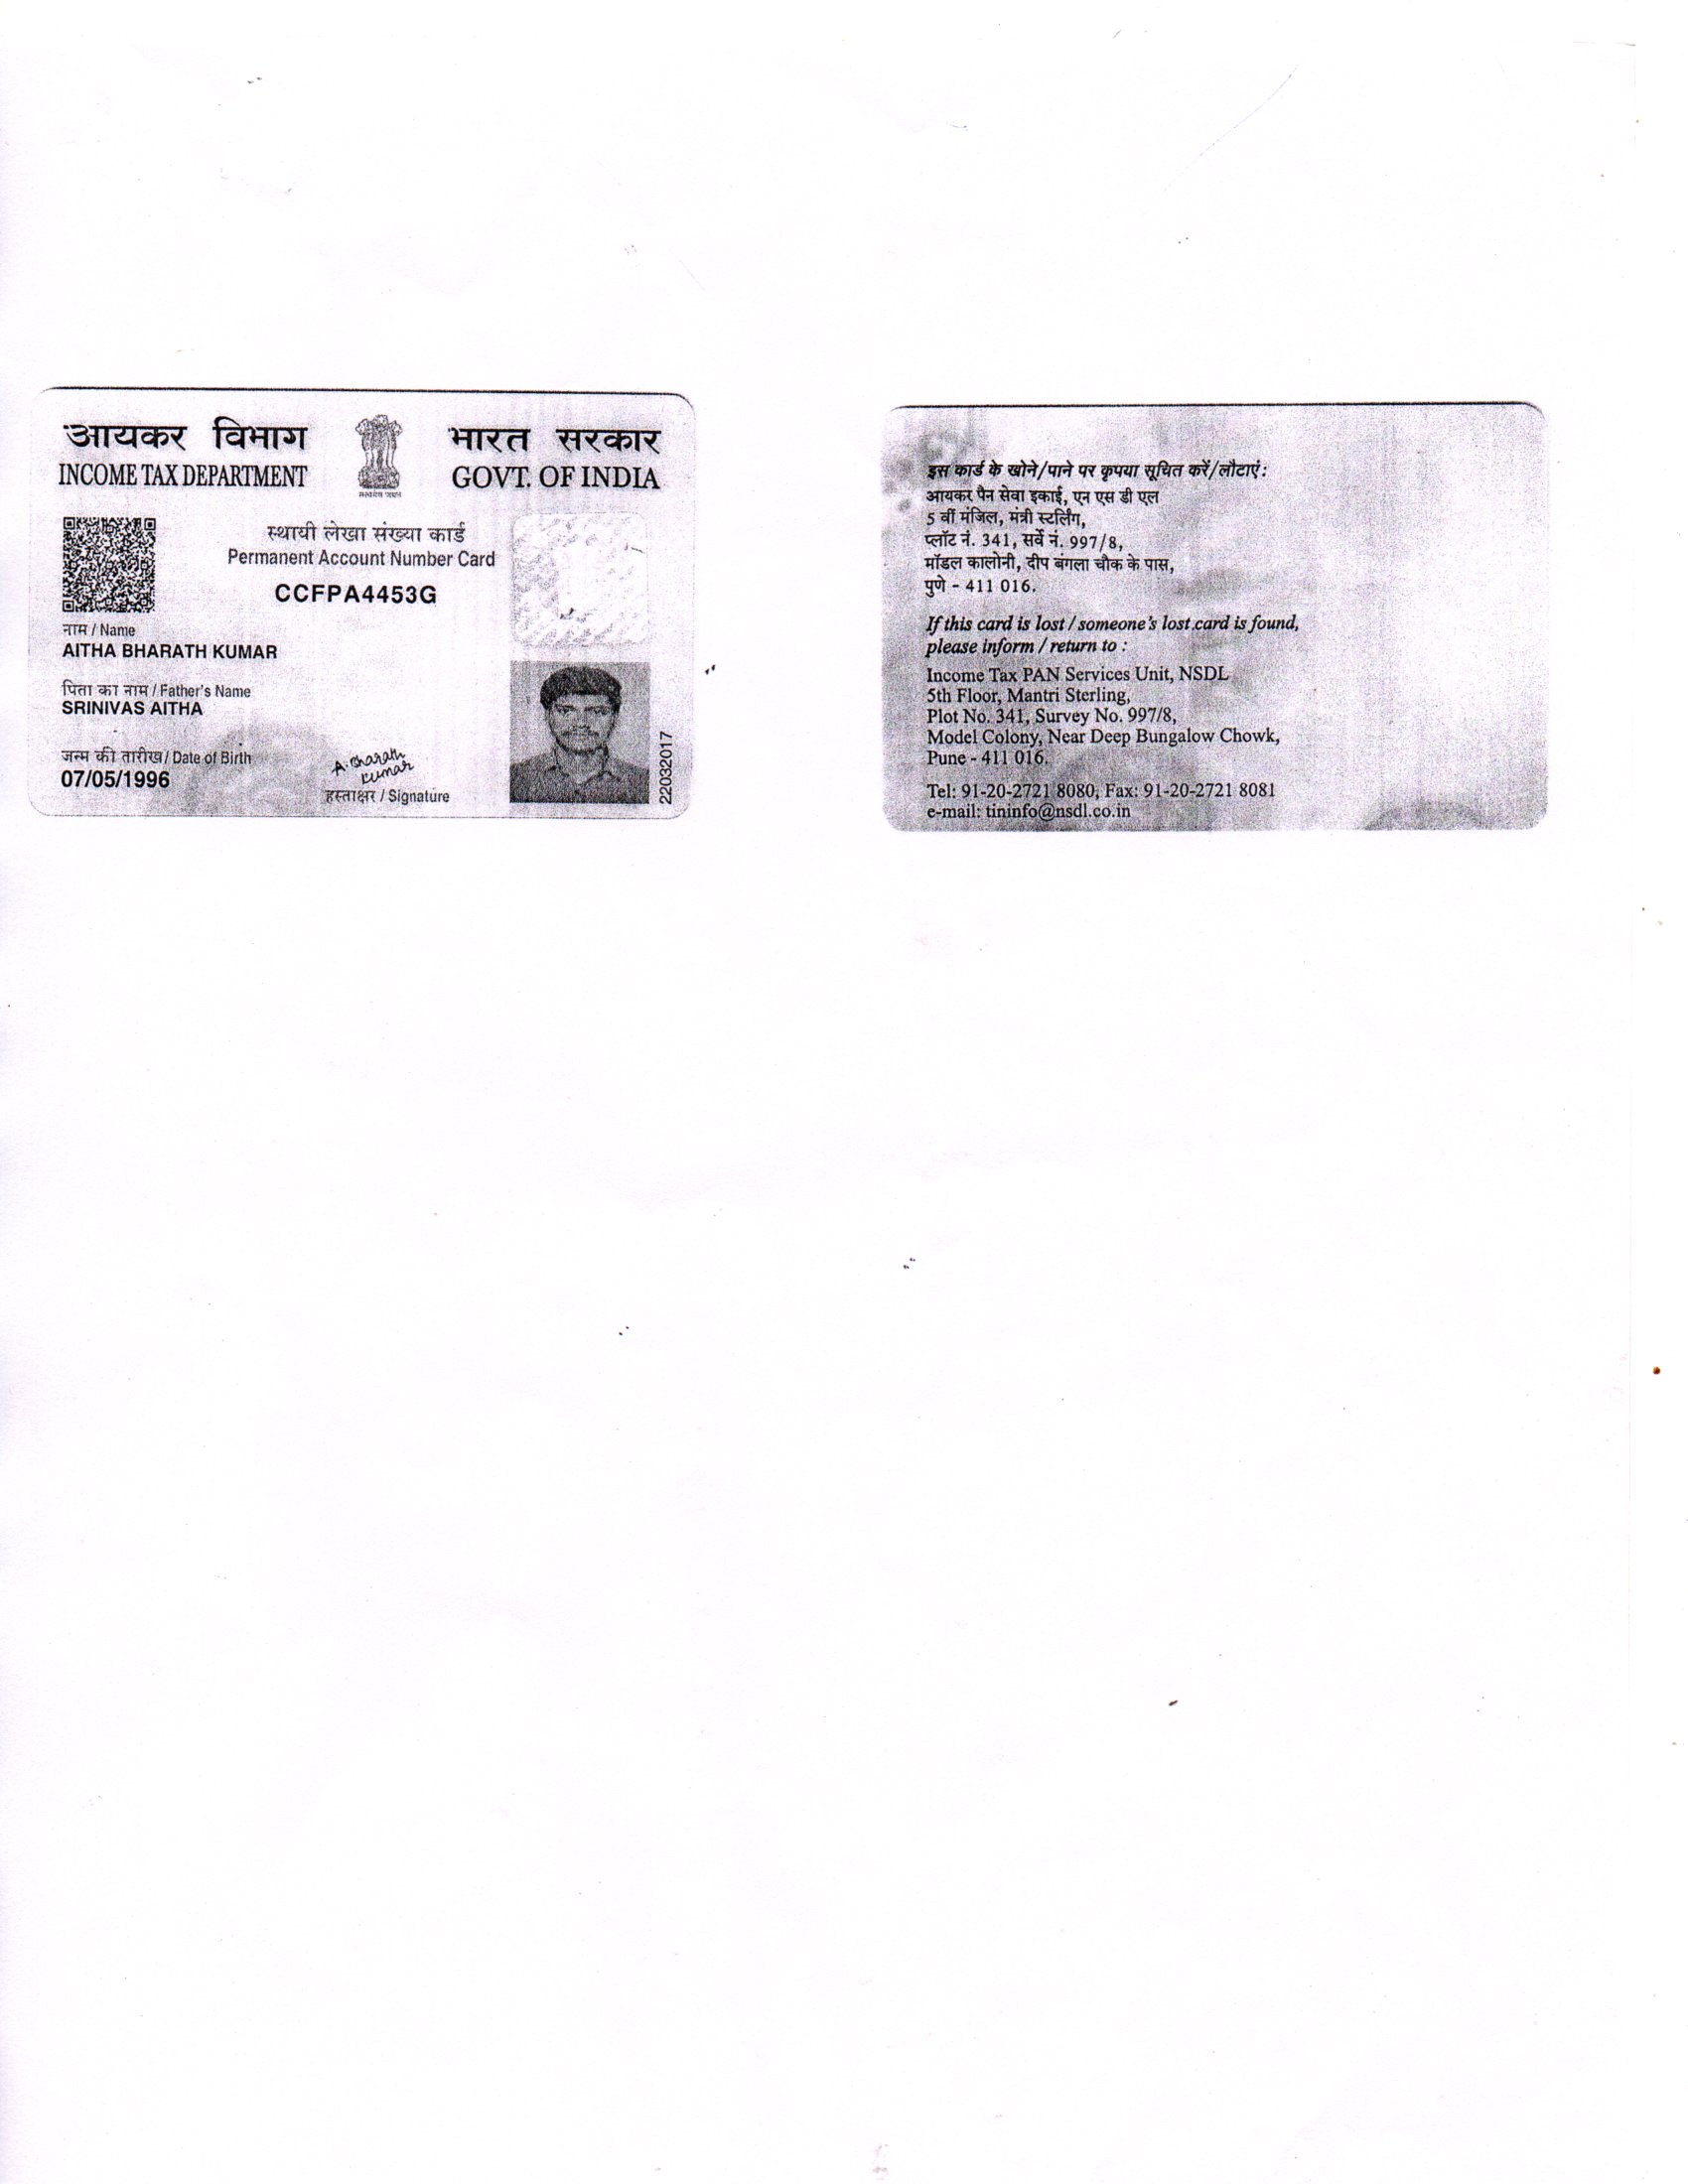 आयकर विभाग
INCOME TAX DEPARTMENT
भारत सरकार
GOVT. OF INDIA
सत्यमेव जयते
स्थायी लेखा संख्या कार्ड
Permanent Account Number Card
CCFPA4453G
नाम / Name
AITHA BHARATH KUMAR
पिता का नाम / Father's Name
SRINIVAS AITHA
जन्म की तारीख / Date of Birth
07/05/1996
A. Bharath
Kumar
हस्ताक्षर / Signature
22032017
इस कार्ड के खोने/पाने पर कृपया सूचित करें/लौटाएं:
आयकर पैन सेवा इकाई, एन एस डी एल
5 वीं मंजिल, मंत्री स्टर्लिंग,
प्लॉट नं. 341, सर्वे नं. 997/8,
मॉडल कालोनी, दीप बंगला चौक के पास,
पुणे - 411 016.
If this card is lost / someone's lost card is found,
please inform / return to :
Income Tax PAN Services Unit, NSDL
5th Floor, Mantri Sterling,
Plot No. 341, Survey No. 997/8,
Model Colony, Near Deep Bungalow Chowk,
Pune - 411 016.
Tel: 91-20-2721 8080, Fax: 91-20-2721 8081
e-mail: tininfo@nsdl.co.in